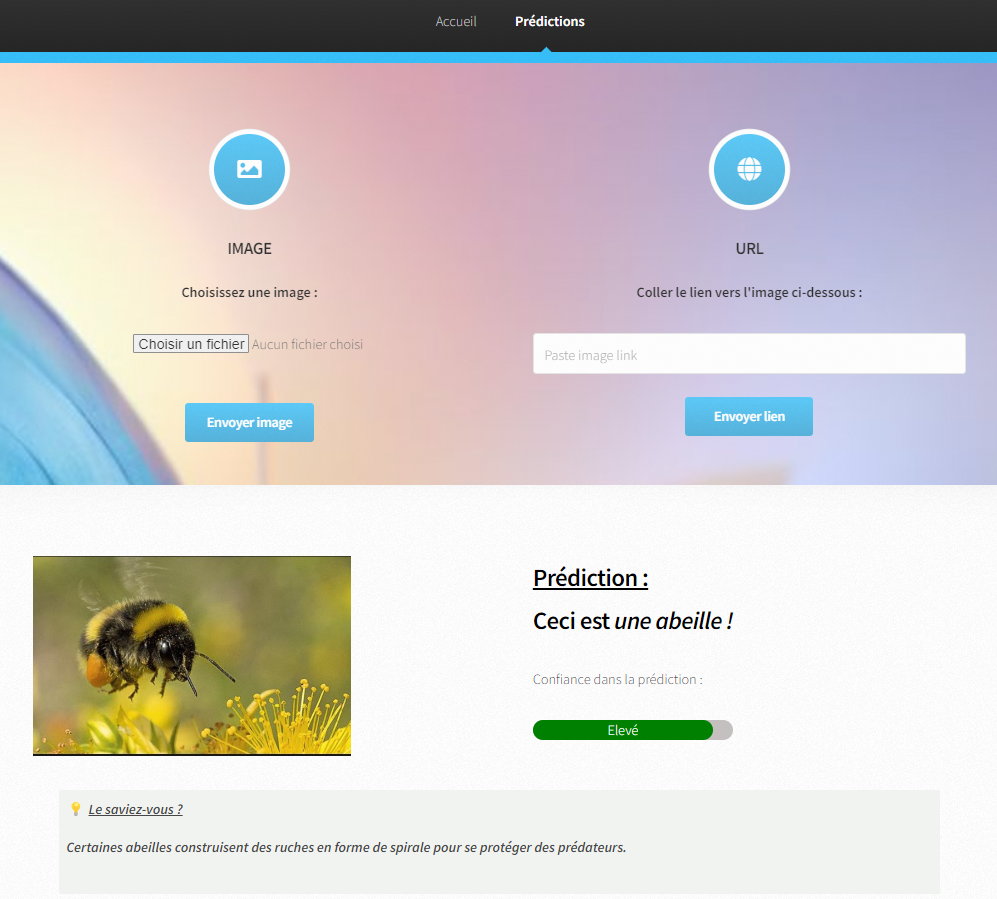 Accueil
Prédictions
IMAGE
Choisissez une image :
Choisir un fichier Aucun fichier choisi
Envoyer image
URL
Coller le lien vers l'image ci-dessous :
Paste image link
Envoyer lien
Prédiction :
Ceci est une abeille !
Confiance dans la prédiction :
Elevé
Le saviez-vous ?
Certaines abeilles construisent des ruches en forme de spirale pour se protéger des prédateurs.